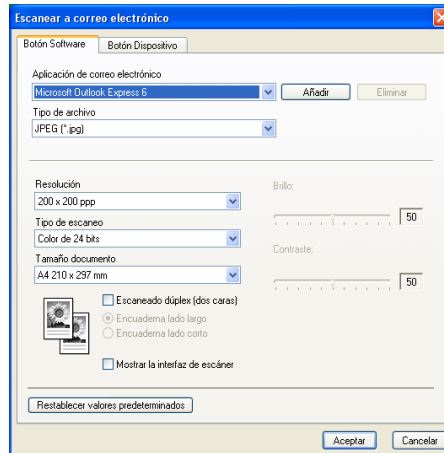 Escanear a correo electrónico
Botón Software
Botón Dispositivo
Aplicación de correo electrónico
Microsoft Outlook Express 6
Añadir
Eliminar
Tipo de archivo
JPEG (*.jpg)
Resolución
200 x 200 ppp
Tipo de escaneo
Color de 24 bits
Tamaño documento
A4 210 x 297 mm
Brillo:
50
Contraste:
50
Escaneado dúplex (dos caras)
Encuaderna lado largo
Encuaderna lado corto
Mostrar la interfaz de escáner
Restablecer valores predeterminados
Aceptar
Cancelar